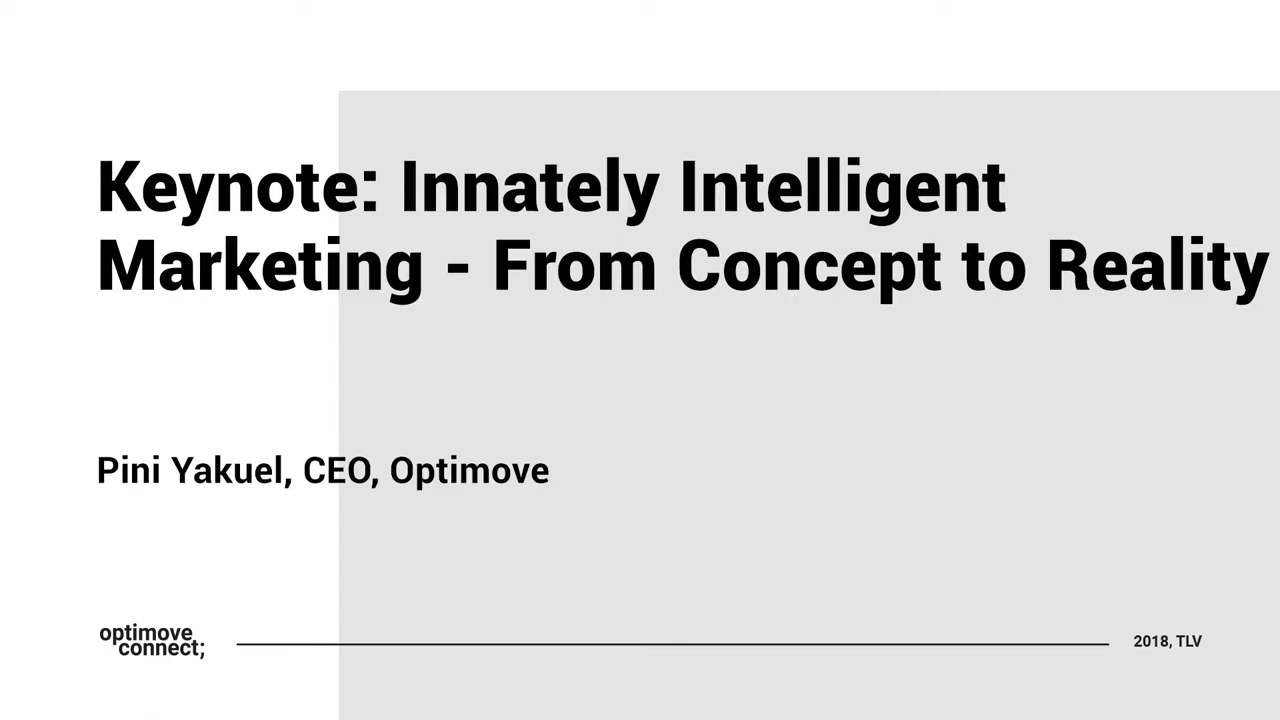 Keynote: Innately Intelligent
Marketing - From Concept to Reality
Pini Yakuel, CEO, Optimove
optimove
connect;
2018, TLV